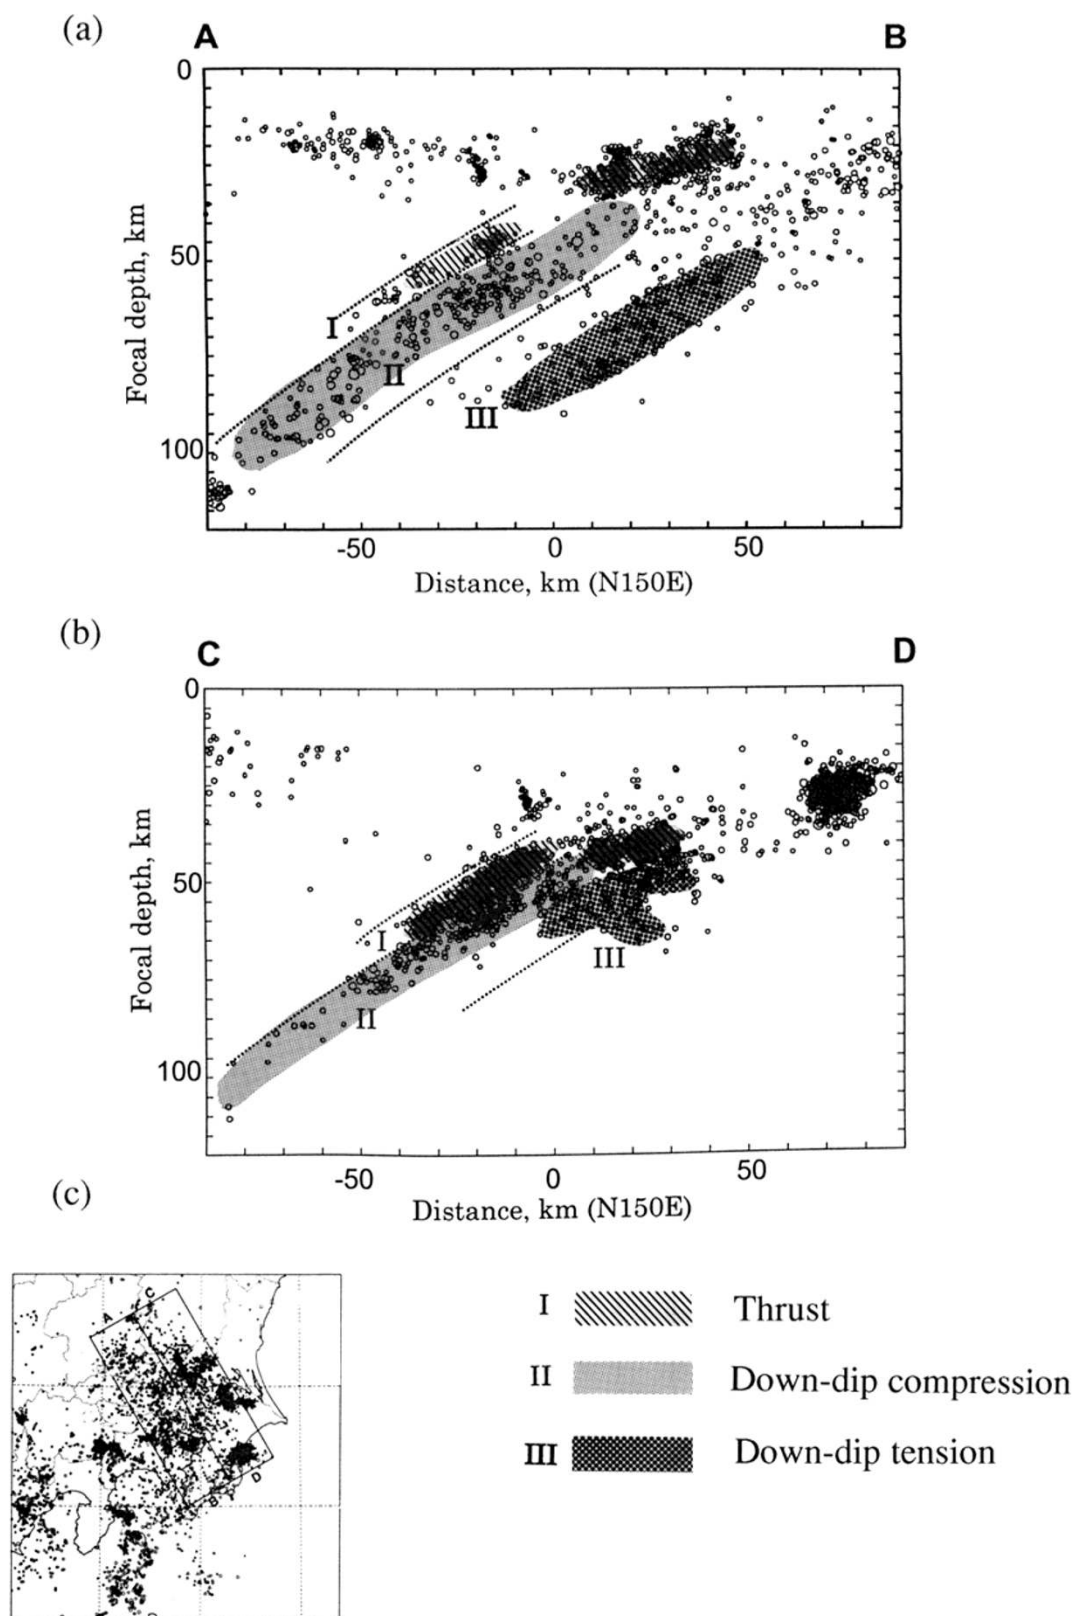 (a)
A
B
0
50
100
Focal depth, km
I
II
III
-50
0
50
Distance, km (N150E)
(b)
C
D
0
50
100
Focal depth, km
I
II
III
-50
0
50
Distance, km (N150E)
(c)
A
C
B
D
I Thrust
II Down-dip compression
III Down-dip tension